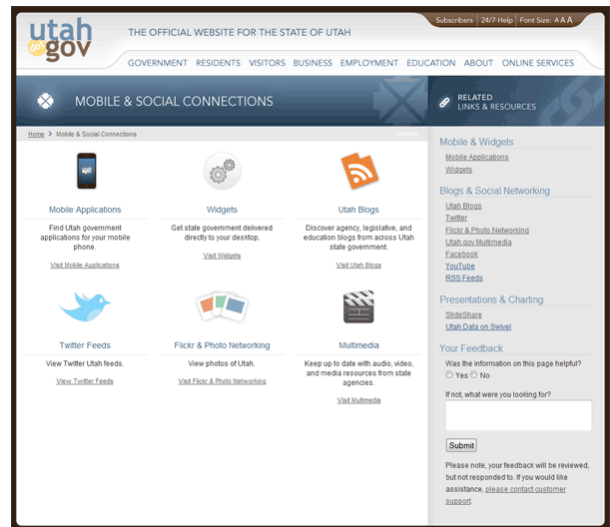 Subscribers | 24/7 Help | Font Size: A A A
utah
dot
gov
THE OFFICIAL WEBSITE FOR THE STATE OF UTAH
GOVERNMENT RESIDENTS VISITORS BUSINESS EMPLOYMENT EDUCATION ABOUT ONLINE SERVICES
MOBILE & SOCIAL CONNECTIONS
Home > Mobile & Social Connections
Mobile Applications
Find Utah government
applications for your mobile
phone.
Visit Mobile Applications
Widgets
Get state government delivered
directly to your desktop.
Visit Widgets
Utah Blogs
Discover agency, legislative, and
education blogs from across Utah
state government.
Visit Utah Blogs
Twitter Feeds
View Twitter Utah feeds.
View Twitter Feeds
Flickr & Photo Networking
View photos of Utah.
Visit Flickr & Photo Networking
Multimedia
Keep up to date with audio, video,
and media resources from state
agencies.
Visit Multimedia
RELATED
LINKS & RESOURCES
Mobile & Widgets
Mobile Applications
Widgets
Blogs & Social Networking
Utah Blogs
Twitter
Flickr & Photo Networking
Utah.gov Multimedia
Facebook
YouTube
RSS Feeds
Presentations & Charting
SlideShare
Utah Data on Swivel
Your Feedback
Was the information on this page helpful?
Yes No
If not, what were you looking for?
Submit
Please note, your feedback will be reviewed,
but not responded to. If you would like
assistance, please contact customer
support.